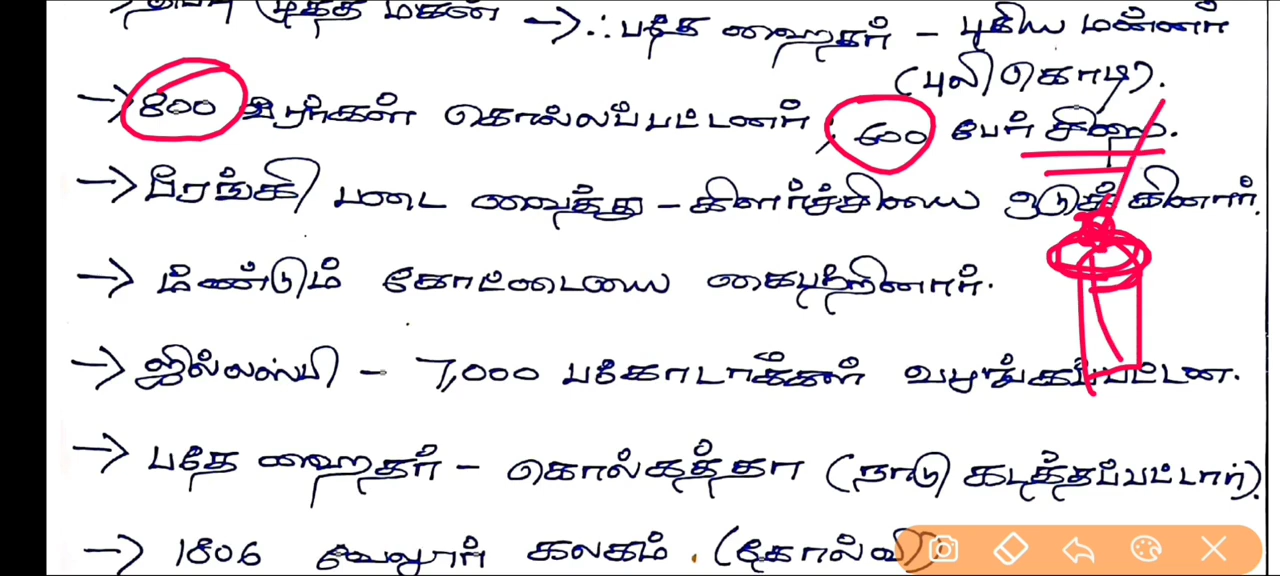 மூத்த மகன் → ∴ பதே ஹைதர் – புதிய மன்னர்
(புலி கொடி).
→ 800 வீரர்கள் கொல்லப்பட்டனர் ; 600 பேர் சிறை.
→ பீரங்கி படை வைத்து – கிளர்ச்சியை ஒடுக்கினார்.
→ மீண்டும் கோட்டையை கைபற்றினார்.
→ ஜில்லஸ்பி – 7,000 பகோடாக்கள் வழங்கப்பட்டன.
→ பதே ஹைதர் – கொல்கத்தா (நாடு கடத்தப்பட்டார்).
→ 1806 வேலூர் கலகம் . (தோல்வி)